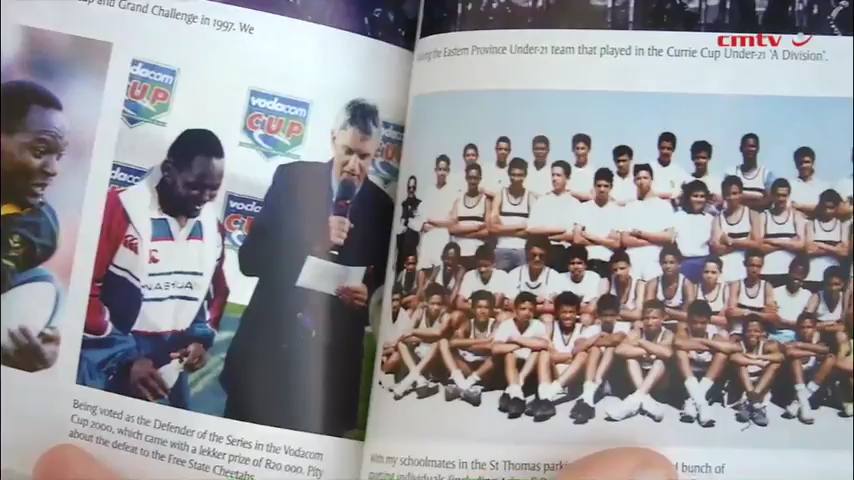 and Grand Challenge in 1997. We
the Eastern Province Under-21 team that played in the Currie Cup Under-21 'A Division'.
cmtv
vodacom
CUP
vodacom
CUP
vodacom
NASHUA
Being voted as the Defender of the Series in the Vodacom
Cup 2000, which came with a lekker prize of R20 000. Pity
about the defeat to the Free State Cheetahs.
With my schoolmates in the St Thomas
bunch of
individuals